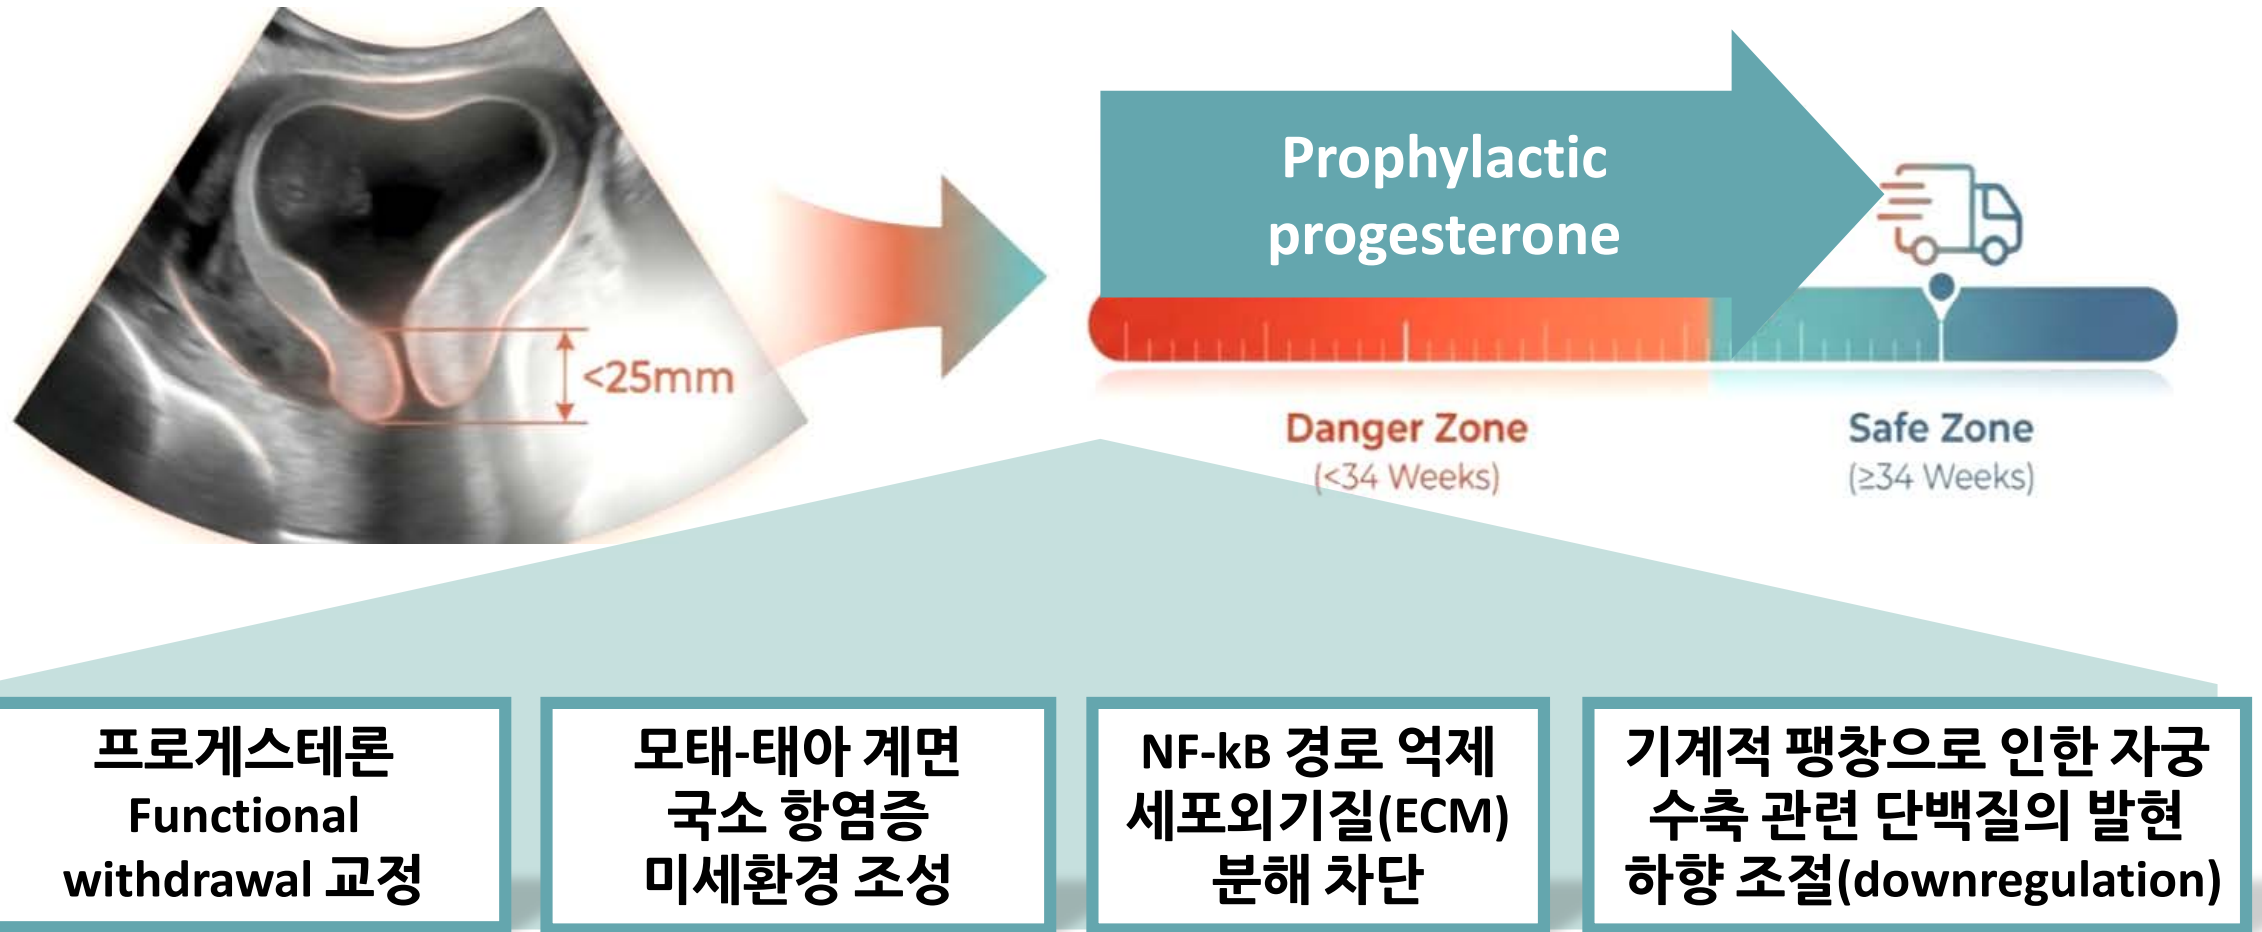 Prophylactic
progesterone
<25mm
Danger Zone
(<34 Weeks)
Safe Zone
(≥34 Weeks)
프로게스테론
Functional
withdrawal 교정
모태-태아 계면
국소 항염증
미세환경 조성
NF-kB 경로 억제
세포외기질(ECM)
분해 차단
기계적 팽창으로 인한 자궁
수축 관련 단백질의 발현
하향 조절(downregulation)